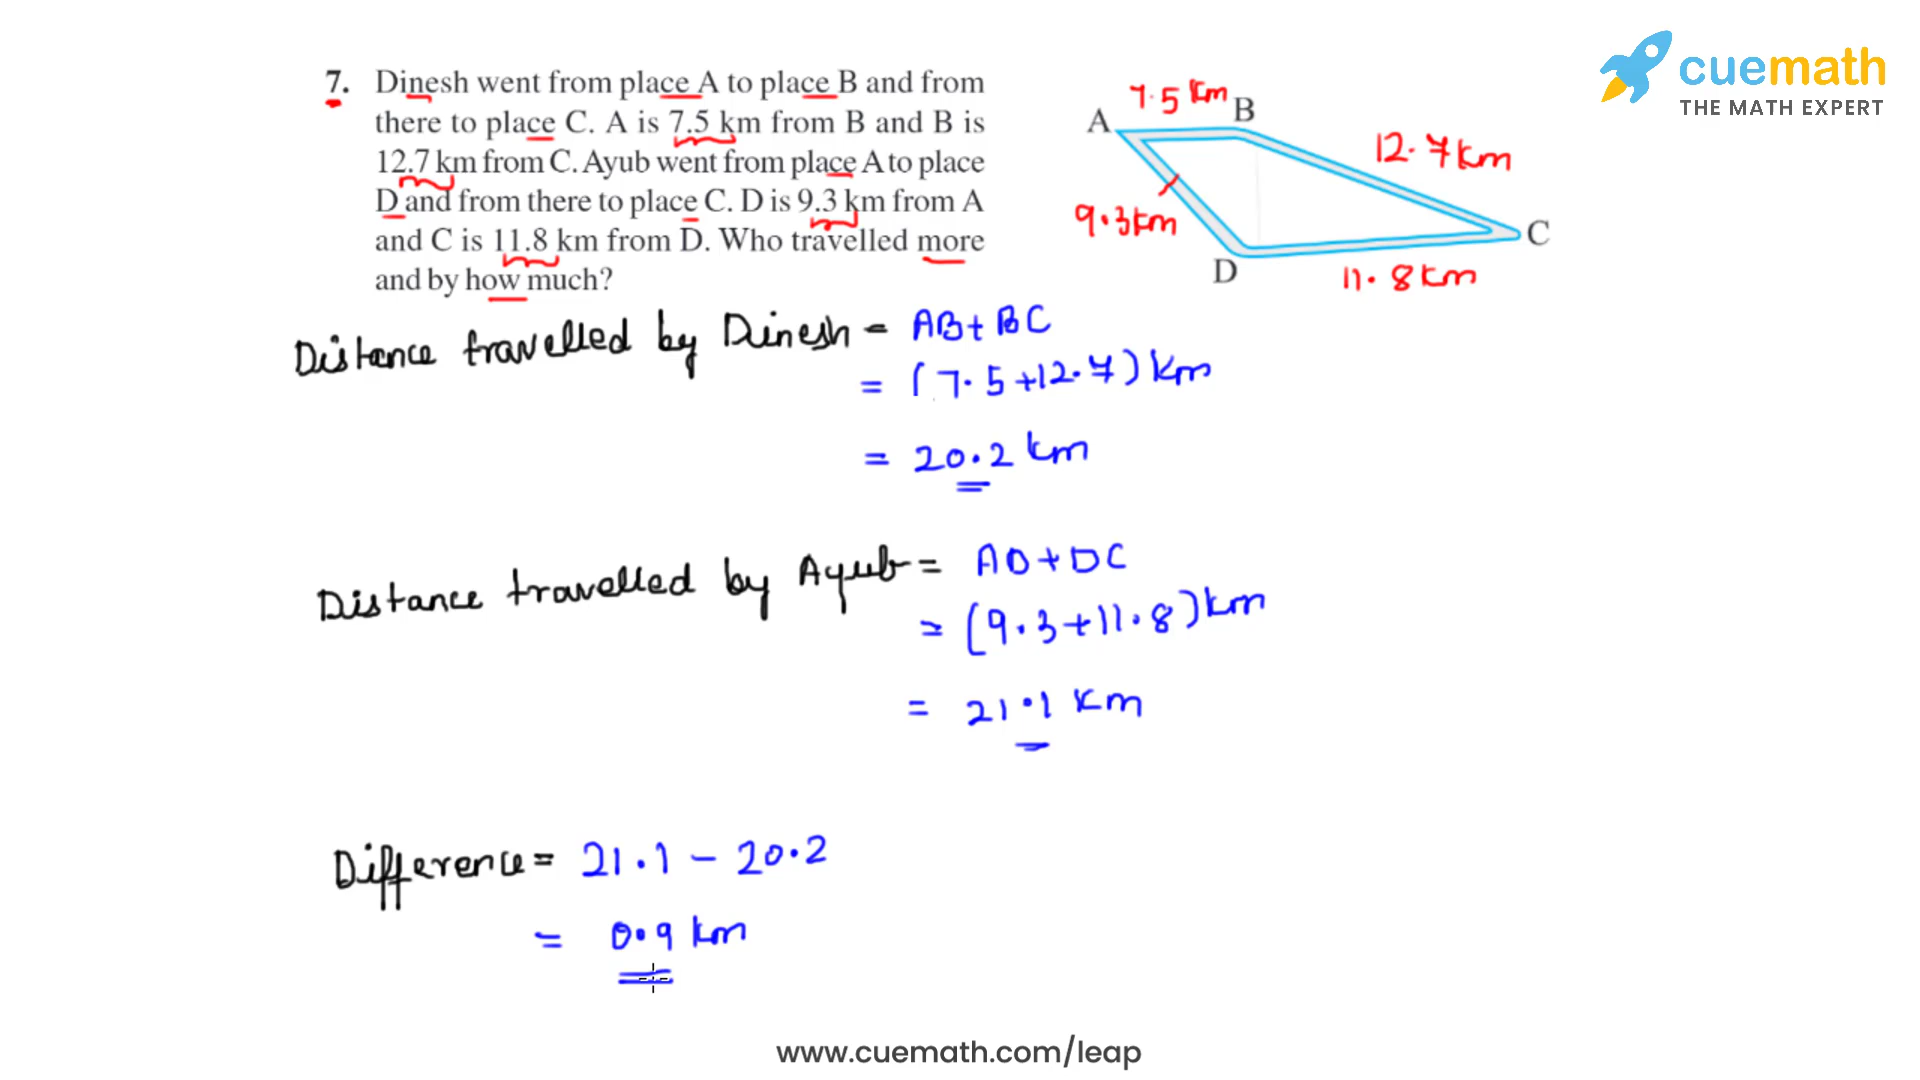 cuemath
THE MATH EXPERT
7. Dinesh went from place A to place B and from
there to place C. A is 7.5 km from B and B is
12.7 km from C. Ayub went from place A to place
D and from there to place C. D is 9.3 km from A
and C is 11.8 km from D. Who travelled more
and by how much?
7.5 km
A
B
12.7 km
9.3 km
C
D
11.8 km
Distance travelled by Dinesh = AB + BC
= (7.5 + 12.7) km
= 20.2 km
Distance travelled by Ayub = AD + DC
= (9.3 + 11.8) km
= 21.1 km
Difference = 21.1 - 20.2
= 0.9 km
www.cuemath.com/leap